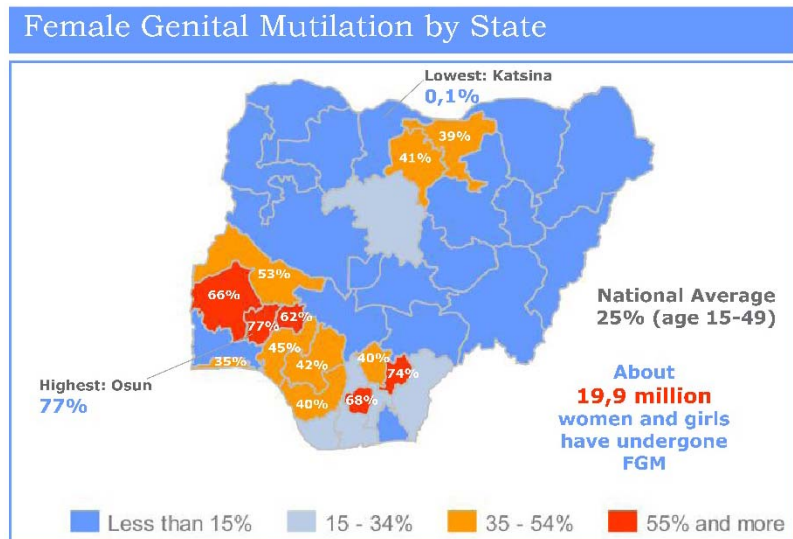 Female Genital Mutilation by State
Lowest: Katsina
0,1%
39%
41%
53%
66%
62%
77%
45%
42%
35%
40%
40%
74%
68%
National Average
25% (age 15-49)
Highest: Osun
77%
About
19,9 million
women and girls
have undergone
FGM
Less than 15%
15 - 34%
35 - 54%
55% and more